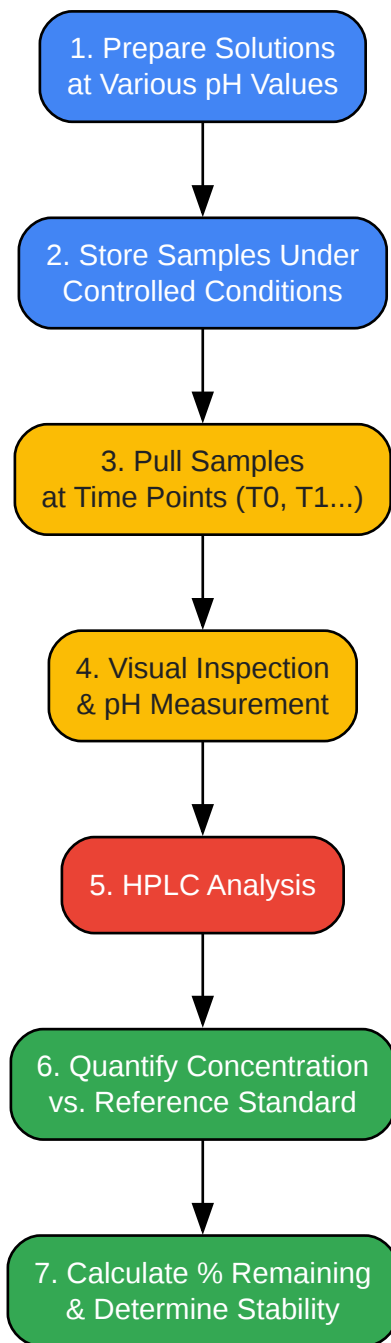 1. Prepare Solutions
at Various pH Values
2. Store Samples Under
Controlled Conditions
3. Pull Samples
at Time Points (T0, T1...)
4. Visual Inspection
& pH Measurement
5. HPLC Analysis
6. Quantify Concentration
vs. Reference Standard
7. Calculate % Remaining
& Determine Stability